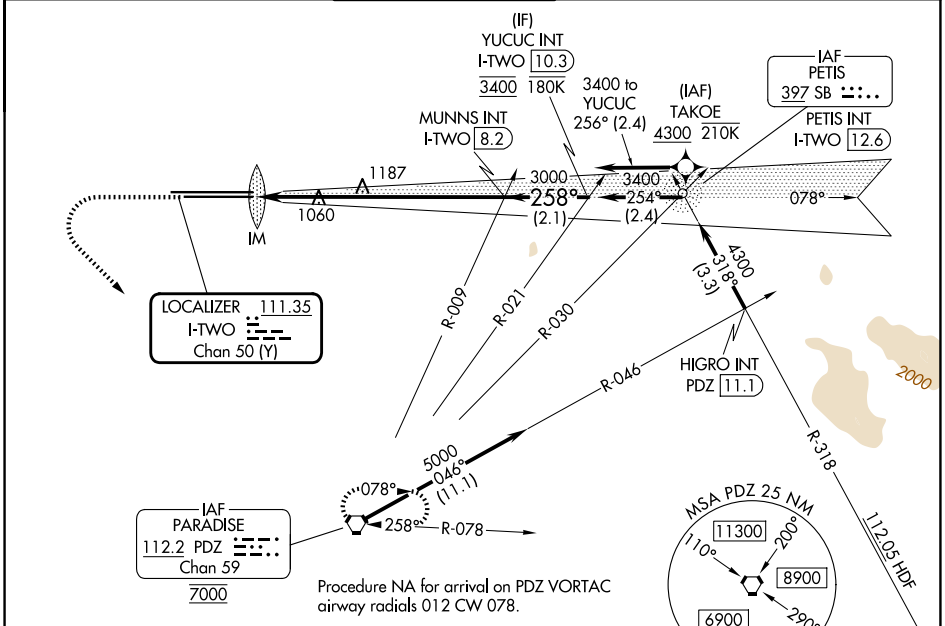 (IF)
YUCUC INT
I-TWO 10.3
3400 180K
3400 to
YUCUC
256° (2.4)
(IAF)
TAKOE
4300 210K
IAF
PETIS
397 SB
PETIS INT
I-TWO 12.6
MUNNS INT
I-TWO 8.2
1187
1060
IM
3000
258°
(2.1)
3400
254°
(2.4)
078°
4300
318°
(3.3)
LOCALIZER 111.35
I-TWO
Chan 50 (Y)
R-009
R-021
R-030
R-046
HIGRO INT
PDZ 11.1
2000
R-318
112.05 HDF
5000
046°
(11.1)
078°
258°
R-078
IAF
PARADISE
112.2 PDZ
Chan 59
7000
Procedure NA for arrival on PDZ VORTAC
airway radials 012 CW 078.
MSA PDZ 25 NM
11300
110°
200°
8900
6900
290°